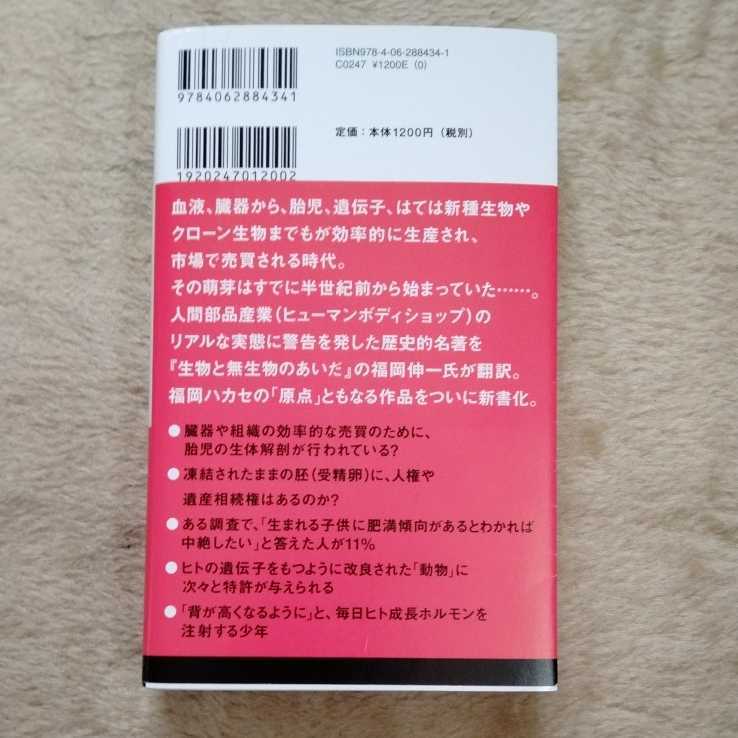 ISBN978-4-06-288434-1
C0247 ¥1200E (0)
9784062884341
定価：本体1200円（税別）
1920247012002
血液、臓器から、胎児、遺伝子、はては新種生物や
クローン生物までもが効率的に生産され、
市場で売買される時代。
その萌芽はすでに半世紀前から始まっていた……。
人間部品産業（ヒューマンボディショップ）の
リアルな実態に警告を発した歴史的名著を
『生物と無生物のあいだ』の福岡伸一氏が翻訳。
福岡ハカセの「原点」ともなる作品をついに新書化。
●臓器や組織の効率的な売買のために、
胎児の生体解剖が行われている？
●凍結されたままの胚（受精卵）に、人権や
遺産相続権はあるのか？
●ある調査で、「生まれる子供に肥満傾向があるとわかれば
中絶したい」と答えた人が11％
●ヒトの遺伝子をもつように改良された「動物」に
次々と特許が与えられる
●「背が高くなるように」と、毎日ヒト成長ホルモンを
注射する少年